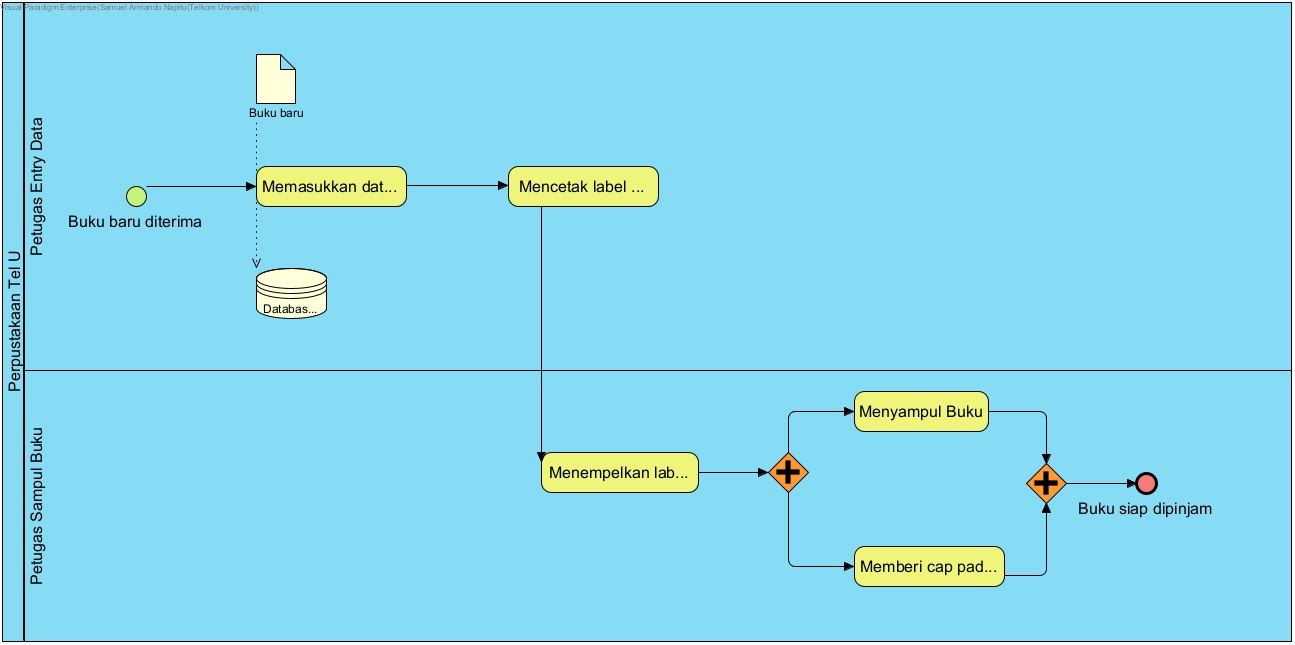 Visual Paradigm Enterprise(Samuel Armando Napitu(Telkom University))
Perpustakaan Tel U
Petugas Entry Data
Buku baru
Buku baru diterima
Memasukkan dat...
Mencetak label ...
Databas...
Petugas Sampul Buku
Menempelkan lab...
Menyampul Buku
Memberi cap pad...
Buku siap dipinjam